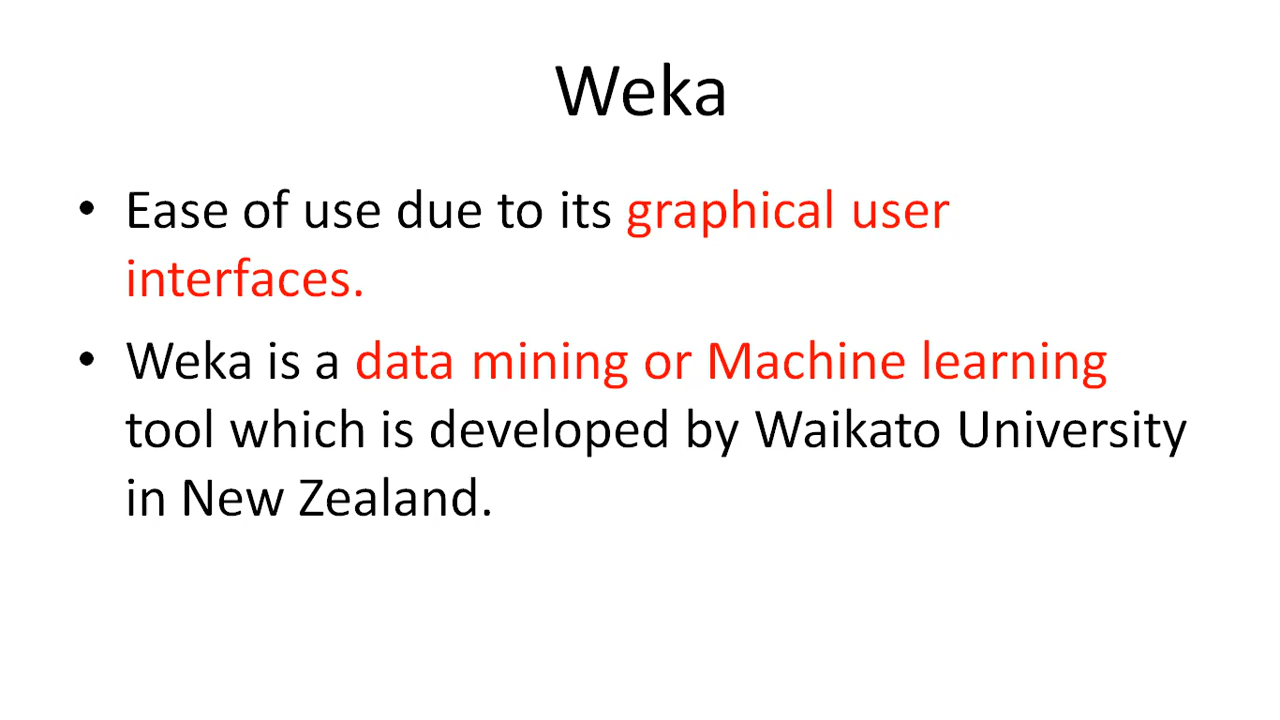 Weka
• Ease of use due to its graphical user
interfaces.
• Weka is a data mining or Machine learning
tool which is developed by Waikato University
in New Zealand.